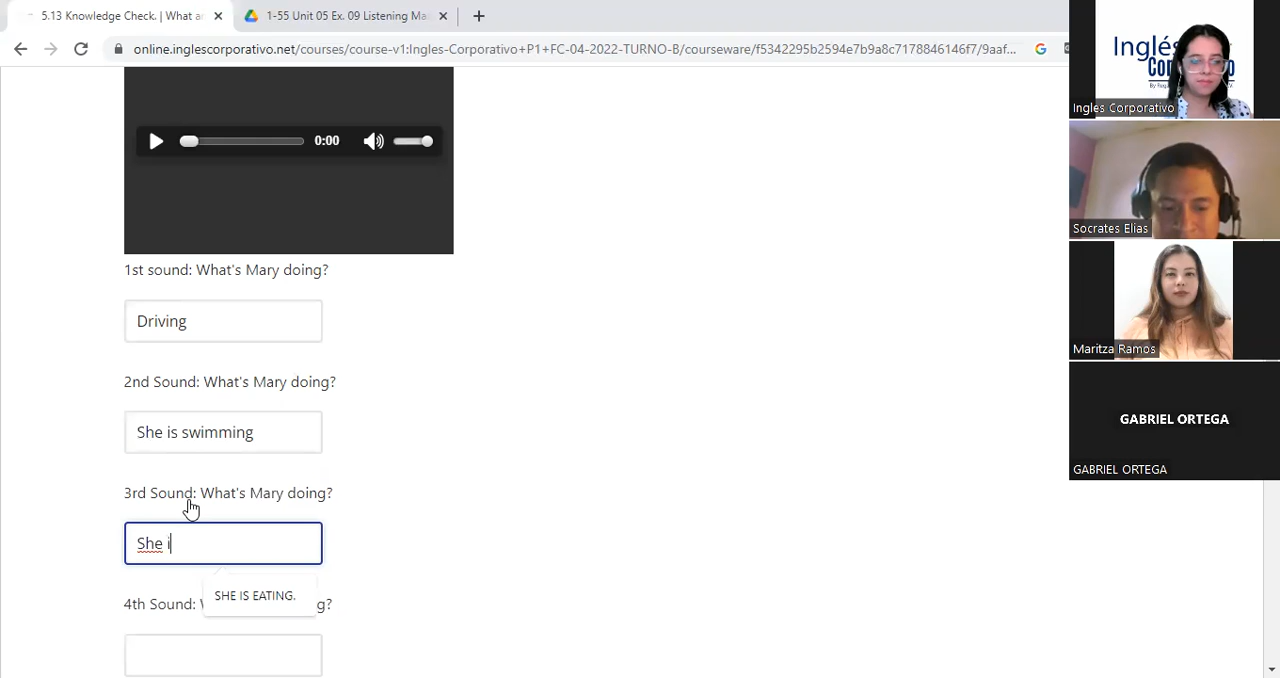 5.13 Knowledge Check. | What a
1-55 Unit 05 Ex. 09 Listening Ma
online.inglescorporativo.net/courses/course-v1:Ingles-Corporativo+P1+FC-04-2022-TURNO-B/courseware/f5342295b2594e7b9a8c7178846146f7/9aaf...
0:00
1st sound: What's Mary doing?
Driving
2nd Sound: What's Mary doing?
She is swimming
3rd Sound: What's Mary doing?
She i
SHE IS EATING.
4th Sound: g?
Inglés
Ingles Corporativo
Socrates Elias
Maritza Ramos
GABRIEL ORTEGA
GABRIEL ORTEGA